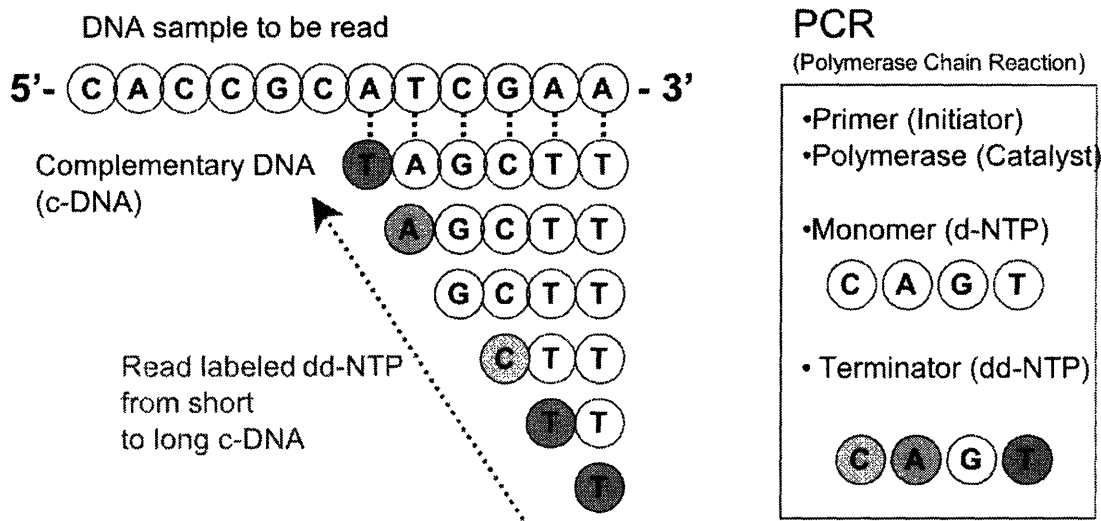 DNA sample to be read
5'- C A C C G C A T C G A A - 3'
Complementary DNA
(c-DNA)
T A G C T T
A G C T T
G C T T
C T T
T T
T
Read labeled dd-NTP
from short
to long c-DNA
PCR
(Polymerase Chain Reaction)
•Primer (Initiator)
•Polymerase (Catalyst)
•Monomer (d-NTP)
C A G T
• Terminator (dd-NTP)
C A G T